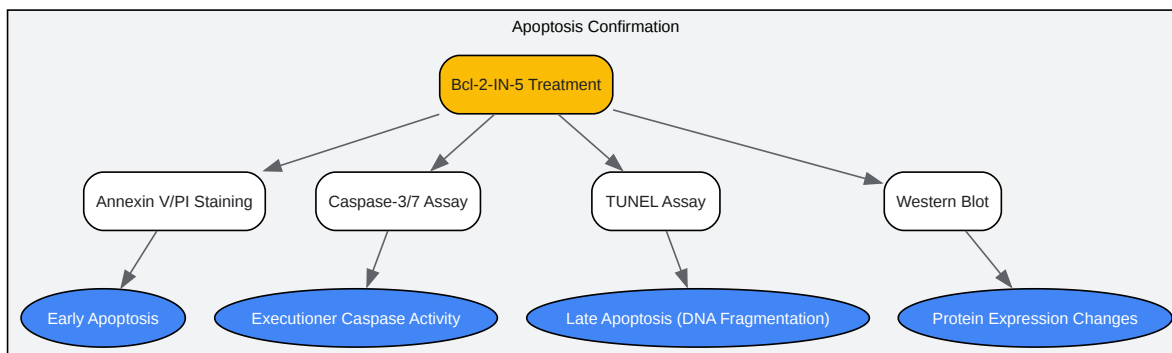 Apoptosis Confirmation
Bcl-2-IN-5 Treatment
Annexin V/PI Staining
Caspase-3/7 Assay
TUNEL Assay
Western Blot
Early Apoptosis
Executioner Caspase Activity
Late Apoptosis (DNA Fragmentation)
Protein Expression Changes